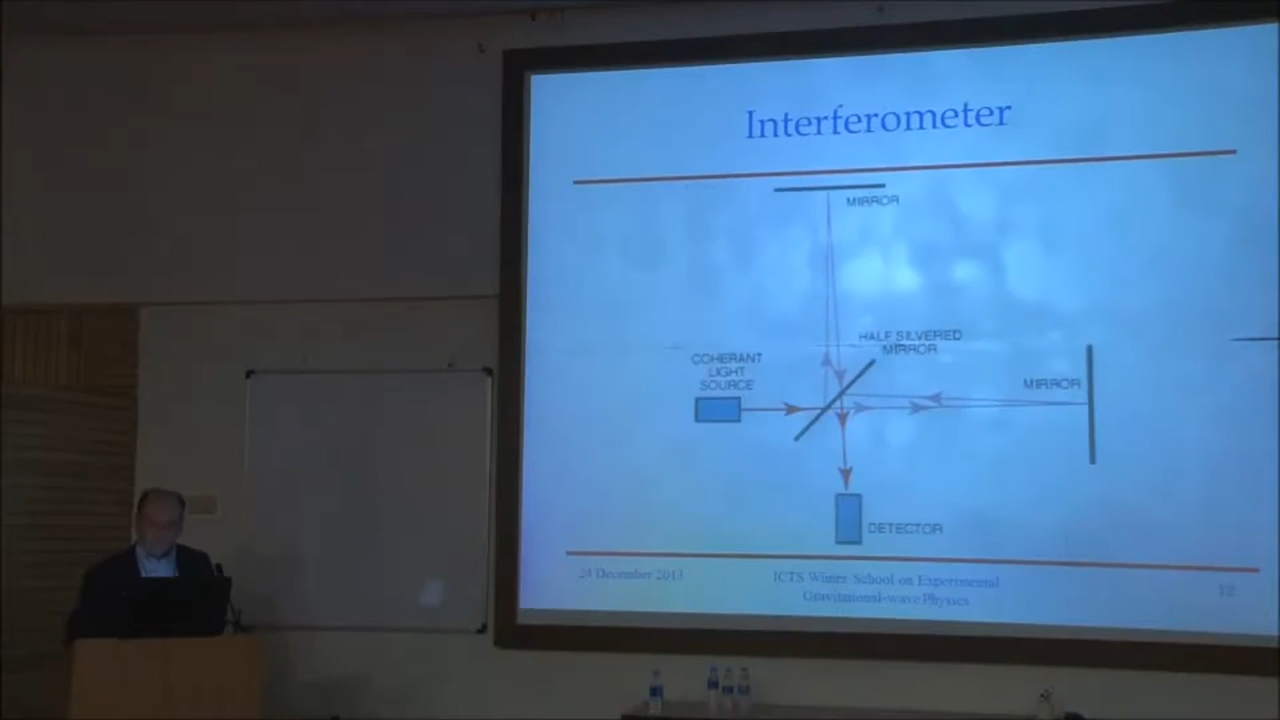 Interferometer
MIRROR
HALF SILVERED
MIRROR
COHERANT
LIGHT
SOURCE
MIRROR
DETECTOR
24 December 2013
ICTS Winter School on Experimental
Gravitational-wave Physics